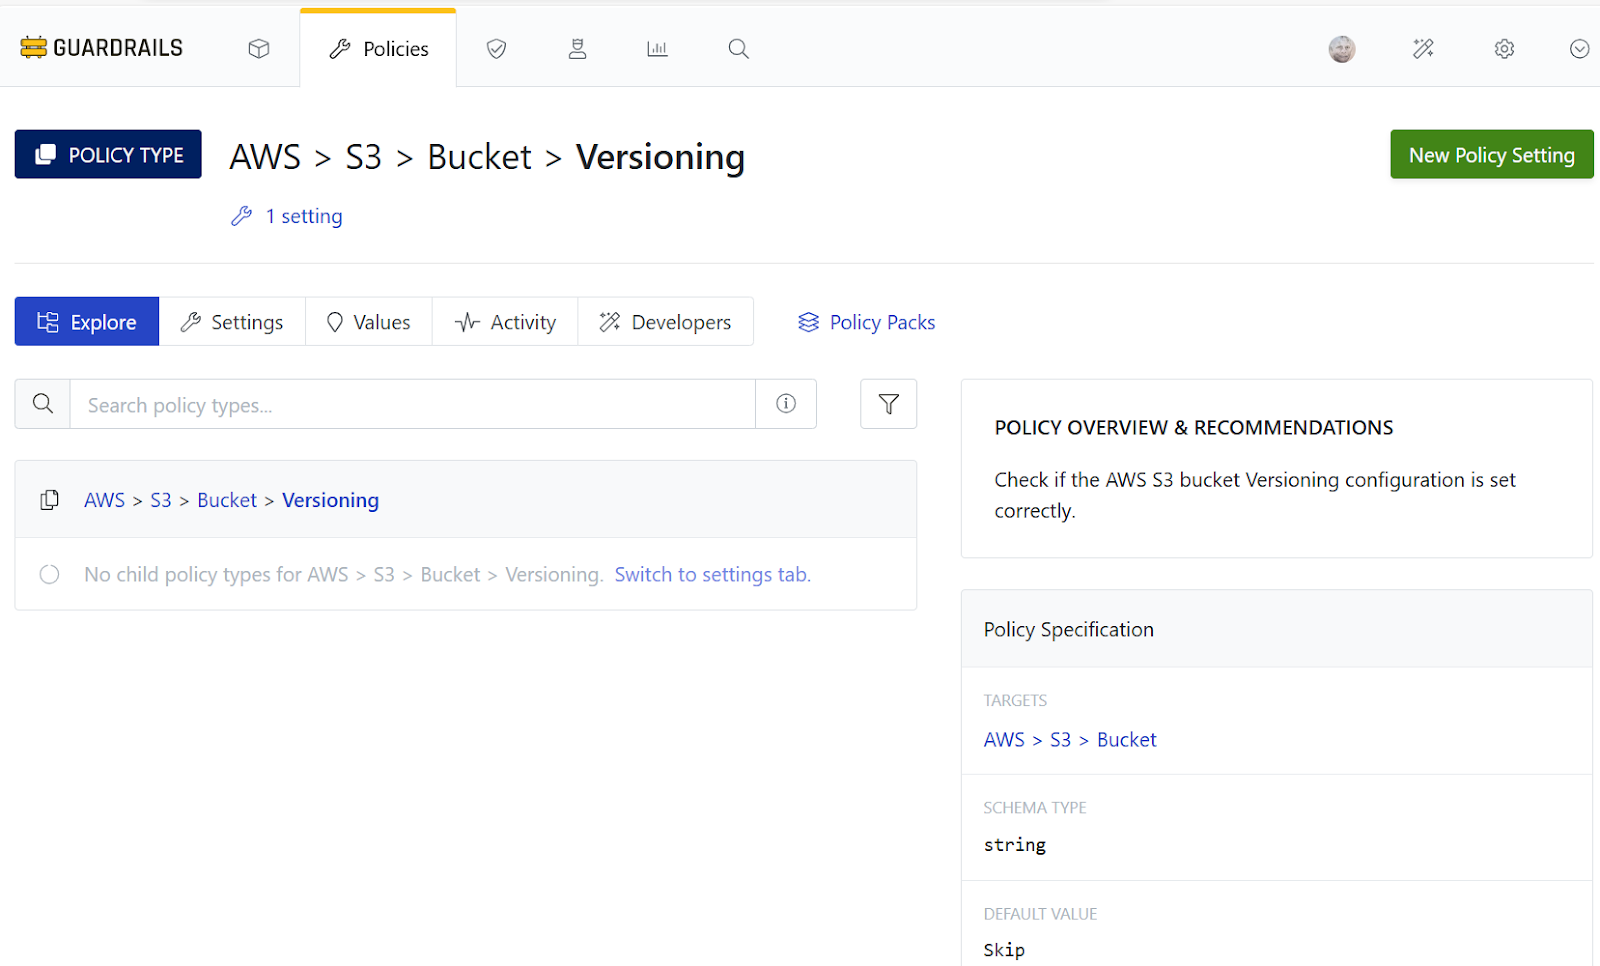 GUARDRAILS
Policies
POLICY TYPE
AWS > S3 > Bucket > Versioning
New Policy Setting
1 setting
Explore
Settings
Values
Activity
Developers
Policy Packs
Search policy types...
AWS > S3 > Bucket > Versioning
No child policy types for AWS > S3 > Bucket > Versioning. Switch to settings tab.
POLICY OVERVIEW & RECOMMENDATIONS
Check if the AWS S3 bucket Versioning configuration is set
correctly.
Policy Specification
TARGETS
AWS > S3 > Bucket
SCHEMA TYPE
string
DEFAULT VALUE
Skip